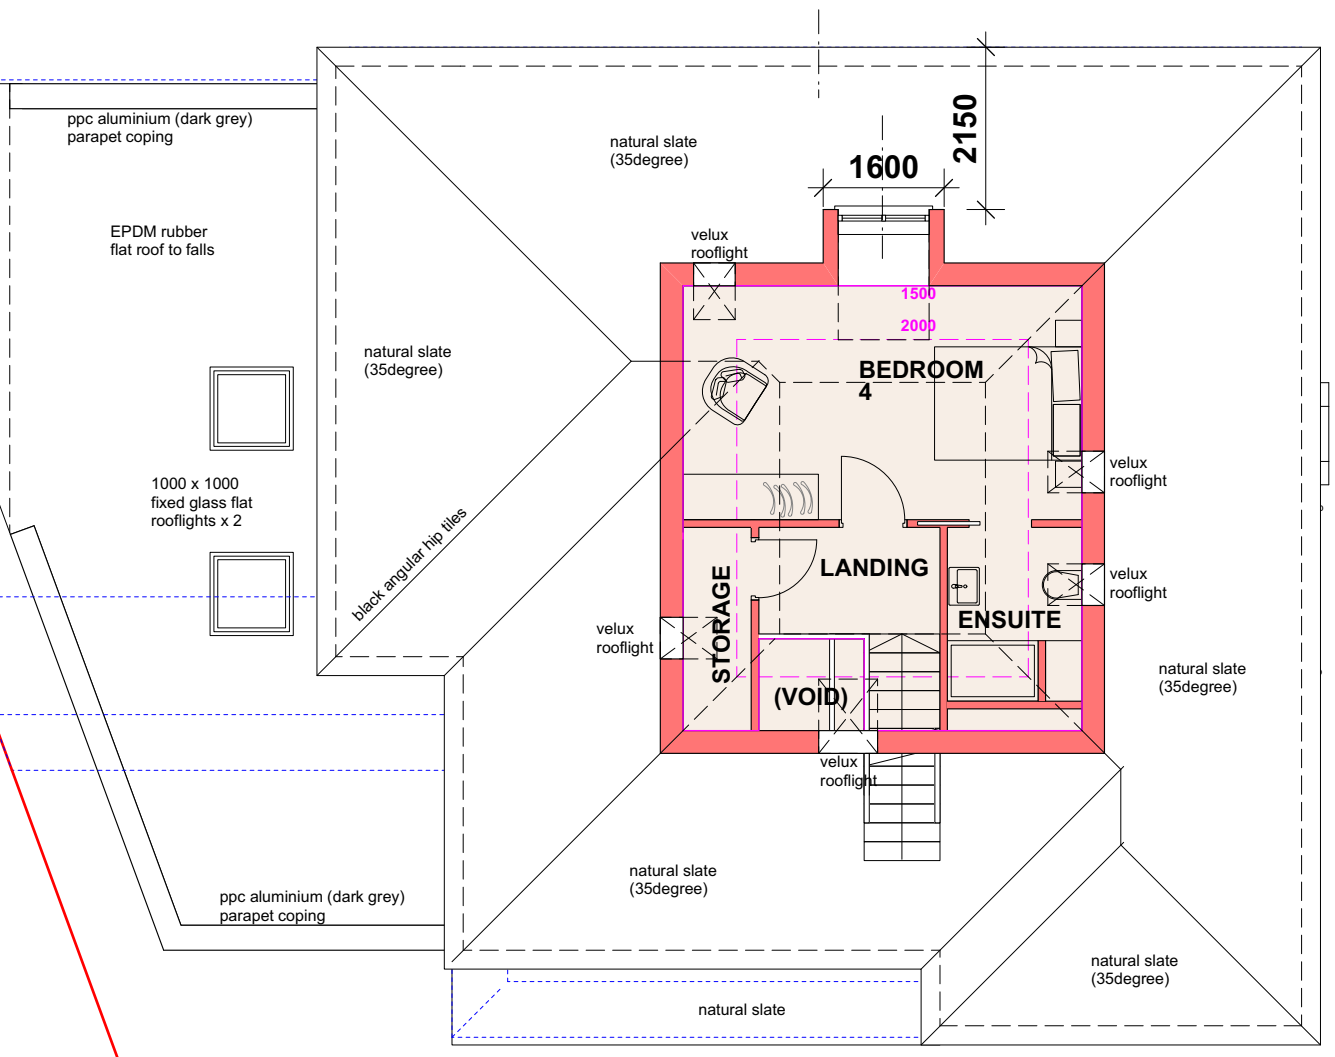 ppc aluminium (dark grey)
parapet coping
natural slate
(35degree)
1600
2150
EPDM rubber
flat roof to falls
velux
rooflight
1500
2000
natural slate
(35degree)
BEDROOM
4
velux
rooflight
1000 x 1000
fixed glass flat
rooflights x 2
black angular hip tiles
LANDING
STORAGE
velux
rooflight
ENSUITE
velux
rooflight
natural slate
(35degree)
(VOID)
velux
rooflight
natural slate
(35degree)
ppc aluminium (dark grey)
parapet coping
natural slate
(35degree)
natural slate